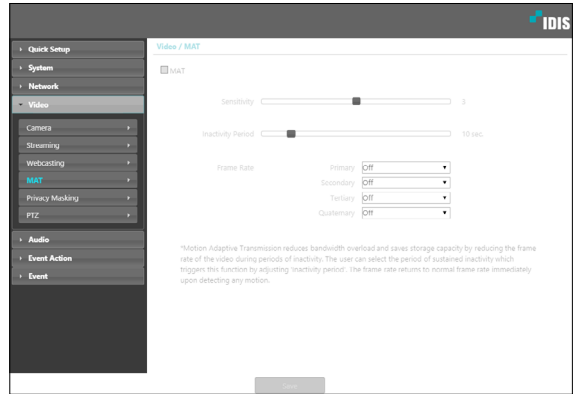 IDIS
Quick Setup
System
Network
Video
Camera
Streaming
Webcasting
MAT
Privacy Masking
PTZ
Audio
Event Action
Event
Video / MAT
MAT
Sensitivity 3
Inactivity Period 10 sec.
Frame Rate Primary Off
Secondary Off
Tertiary Off
Quaternary Off
*Motion Adaptive Transmission reduces bandwidth overload and saves storage capacity by reducing the frame
rate of the video during periods of inactivity. The user can select the period of sustained inactivity which
triggers this function by adjusting 'Inactivity period'. The frame rate returns to normal frame rate immediately
upon detecting any motion.
Save